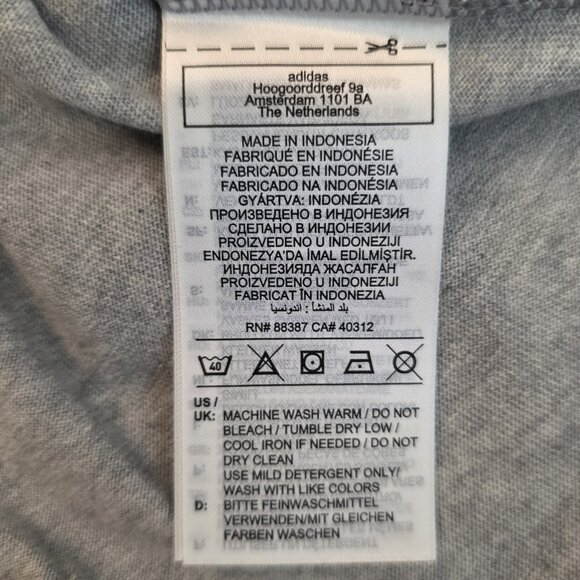 adidas
Hoogoorddreef 9a
Amsterdam 1101 BA
The Netherlands
MADE IN INDONESIA
FABRIQUÉ EN INDONÉSIE
FABRICADO EN INDONESIA
FABRICADO NA INDONÉSIA
GYÁRTVA: INDONÉZIA
ПРОИЗВЕДЕНО В ИНДОНЕЗИЯ
СДЕЛАНО В ИНДОНЕЗИИ
PROIZVEDENO U INDONEZIJI
ENDONEZYA'DA İMAL EDİLMİŞTİR.
ИНДОНЕЗИЯДА ЖАСАЛҒАН
PROIZVEDENO U INDONEZIJI
FABRICAT ÎN INDONEZIA
بلد المنشأ : اندونسيا
RN# 88387 CA# 40312
40
US /
UK: MACHINE WASH WARM / DO NOT
BLEACH / TUMBLE DRY LOW /
COOL IRON IF NEEDED / DO NOT
DRY CLEAN
USE MILD DETERGENT ONLY/
WASH WITH LIKE COLORS
D: BITTE FEINWASCHMITTEL
VERWENDEN/MIT GLEICHEN
FARBEN WASCHEN